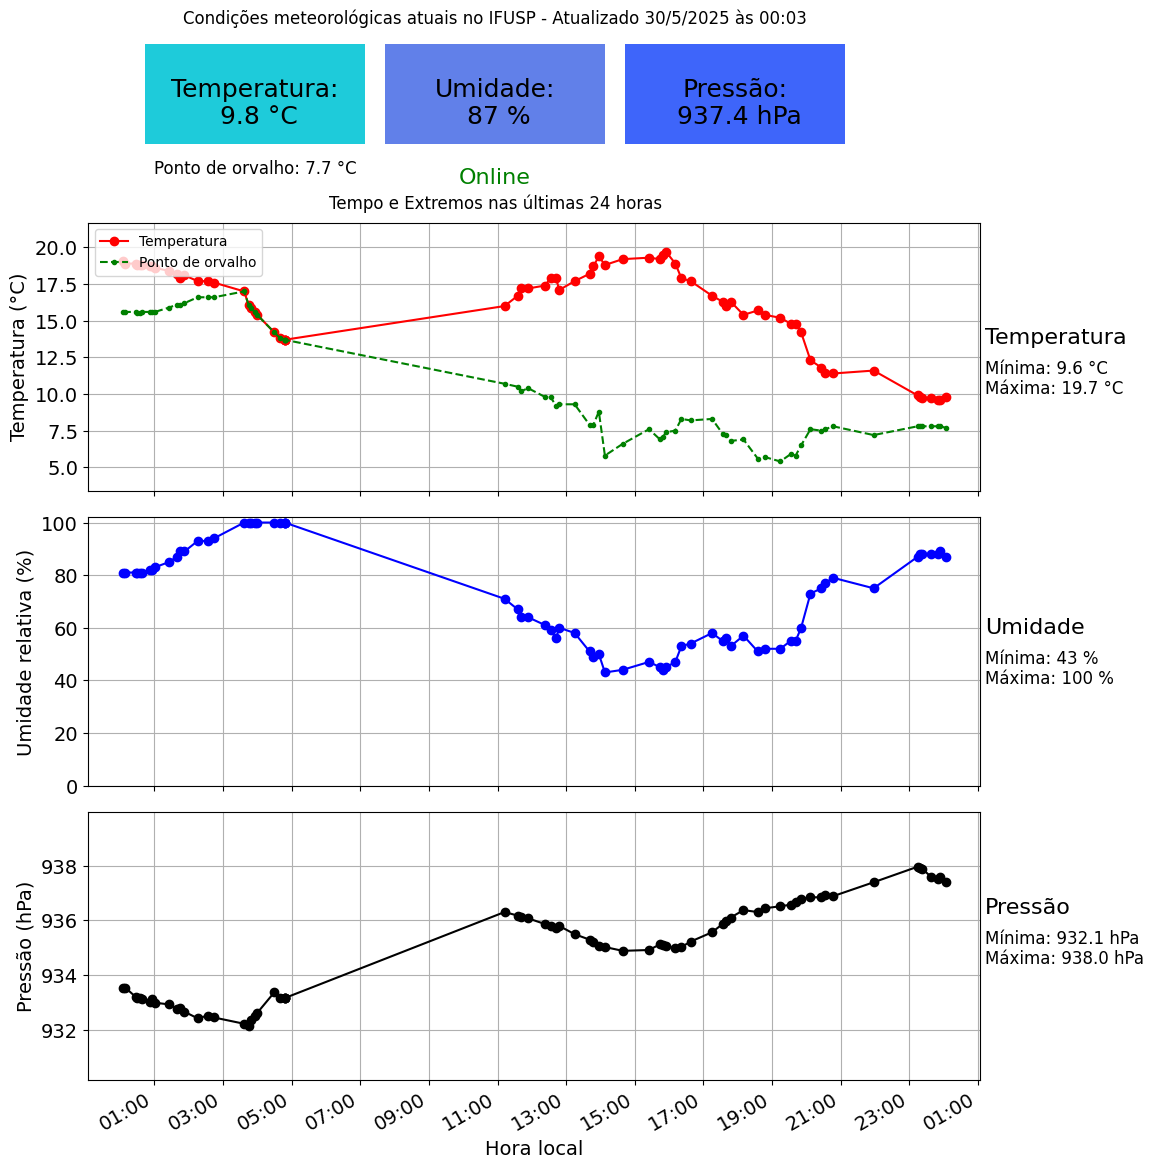 Condições meteorológicas atuais no IFUSP - Atualizado 30/5/2025 às 00:03
Temperatura:
9.8 °C
Umidade:
87 %
Pressão:
937.4 hPa
Ponto de orvalho: 7.7 °C
Online
Tempo e Extremos nas últimas 24 horas
Temperatura
Ponto de orvalho
Temperatura (°C)
20.0
17.5
15.0
12.5
10.0
7.5
5.0
Temperatura
Mínima: 9.6 °C
Máxima: 19.7 °C
Umidade relativa (%)
100
80
60
40
20
0
Umidade
Mínima: 43 %
Máxima: 100 %
Pressão (hPa)
938
936
934
932
Pressão
Mínima: 932.1 hPa
Máxima: 938.0 hPa
01:00 03:00 05:00 07:00 09:00 11:00 13:00 15:00 17:00 19:00 21:00 23:00 01:00
Hora local